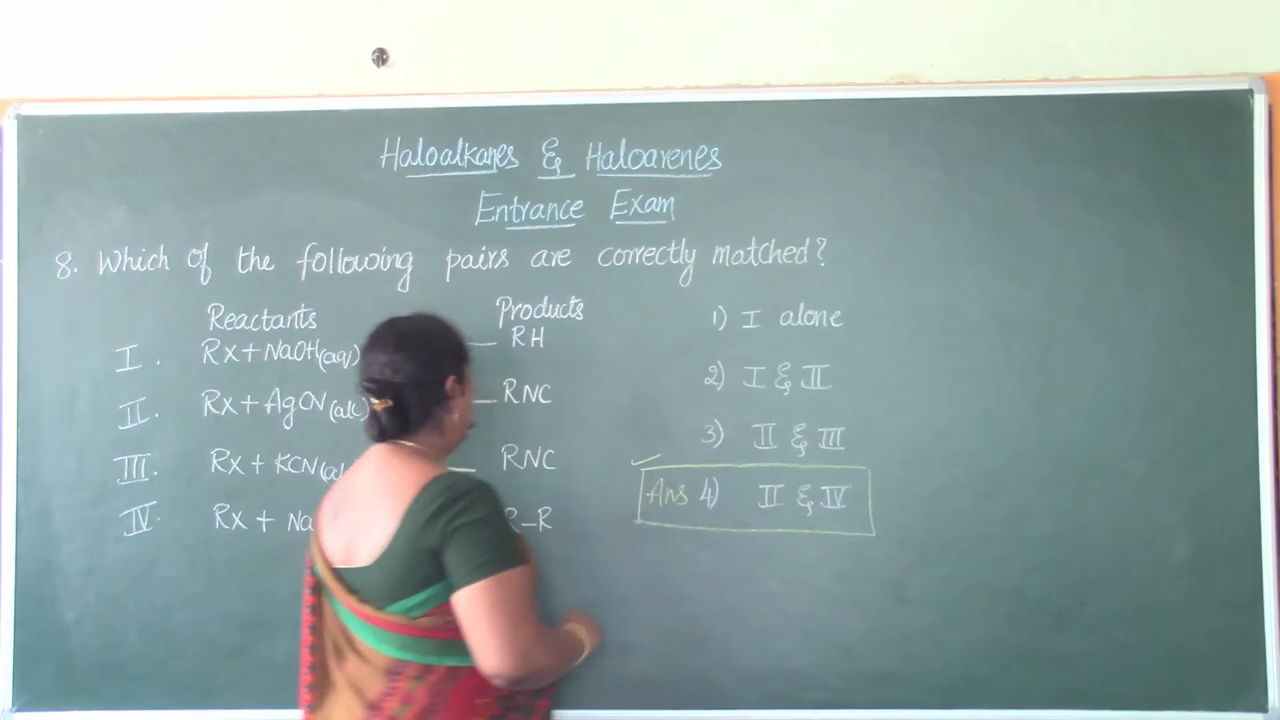 Haloalkanes & Haloarenes
Entrance Exam
8. Which of the following pairs are correctly matched?
Reactants Products
I. RX + NaOH (aq) — RH
II. RX + AgCN (alc) — RNC
III. RX + KCN — RNC
IV. RX + Na R–R
1) I alone
2) I & II
3) II & III
Ans 4) II & IV